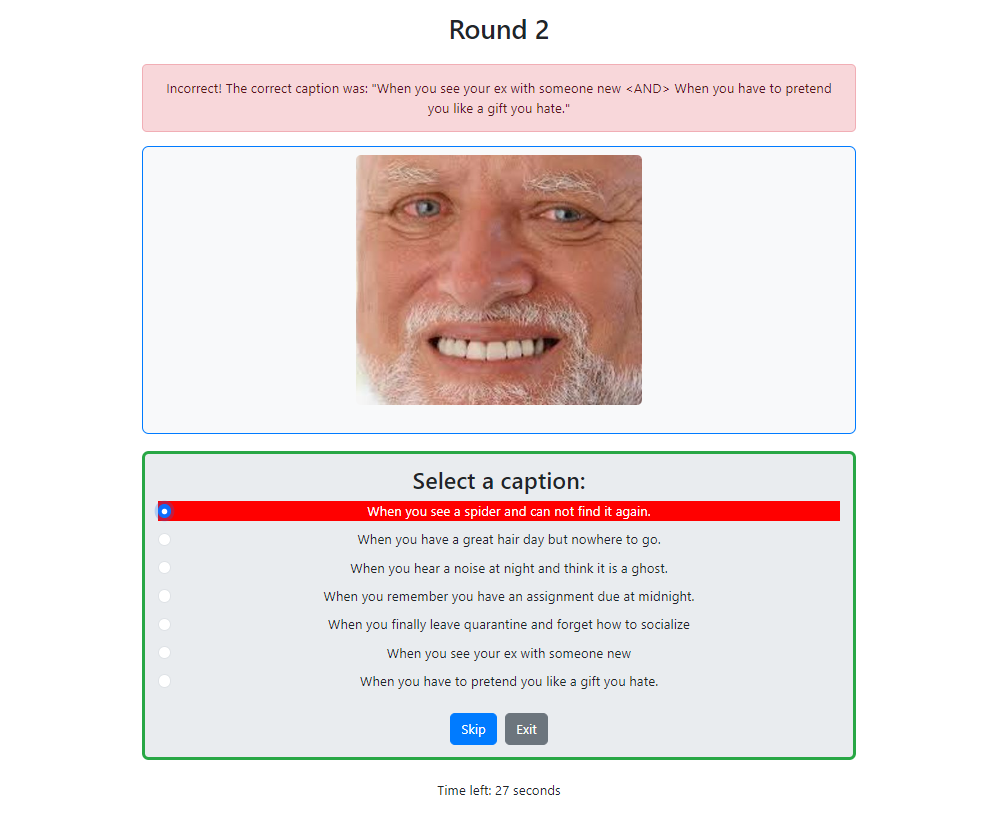 Round 2
Incorrect! The correct caption was: "When you see your ex with someone new <AND> When you have to pretend
you like a gift you hate."
Select a caption:
When you see a spider and can not find it again.
When you have a great hair day but nowhere to go.
When you hear a noise at night and think it is a ghost.
When you remember you have an assignment due at midnight.
When you finally leave quarantine and forget how to socialize
When you see your ex with someone new
When you have to pretend you like a gift you hate.
Skip Exit
Time left: 27 seconds